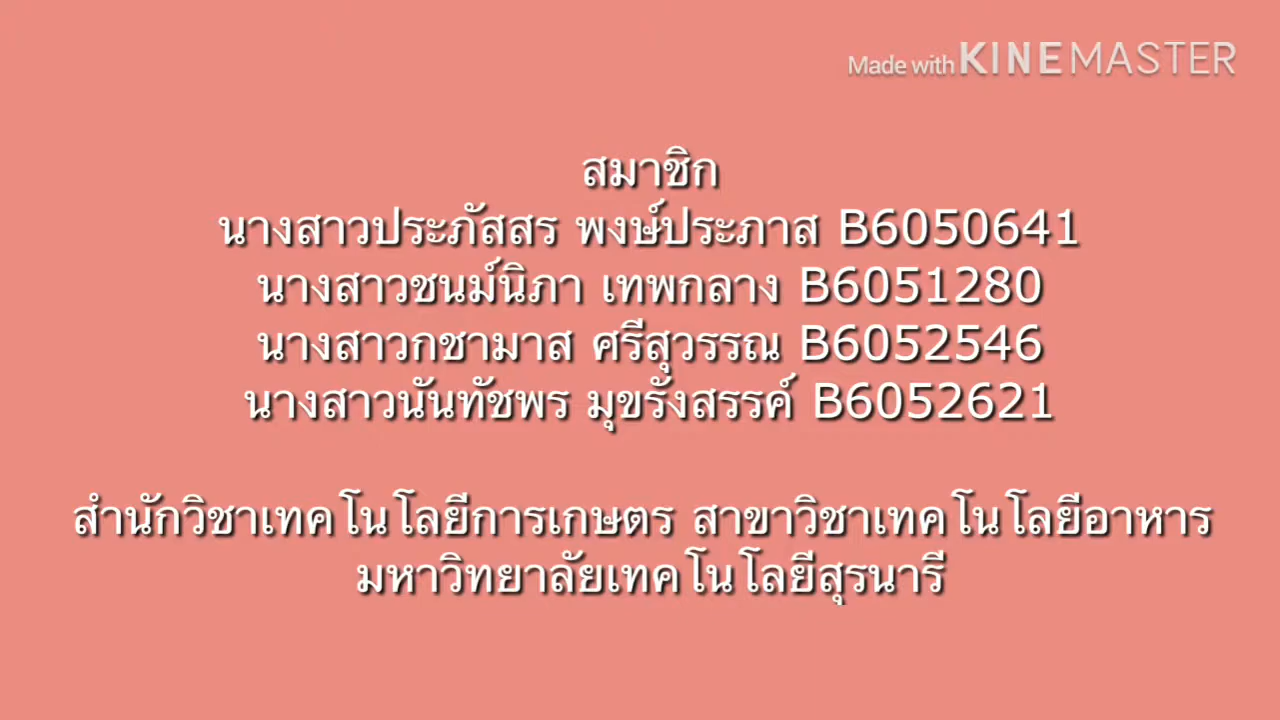 Made with KINEMASTER
สมาชิก
นางสาวประภัสสร พงษ์ประภาส B6050641
นางสาวชนม์นิภา เทพกลาง B6051280
นางสาวกชามาส ศรีสุวรรณ B6052546
นางสาวนันทัชพร มุขรังสรรค์ B6052621
สำนักวิชาเทคโนโลยีการเกษตร สาขาวิชาเทคโนโลยีอาหาร
มหาวิทยาลัยเทคโนโลยีสุรนารี